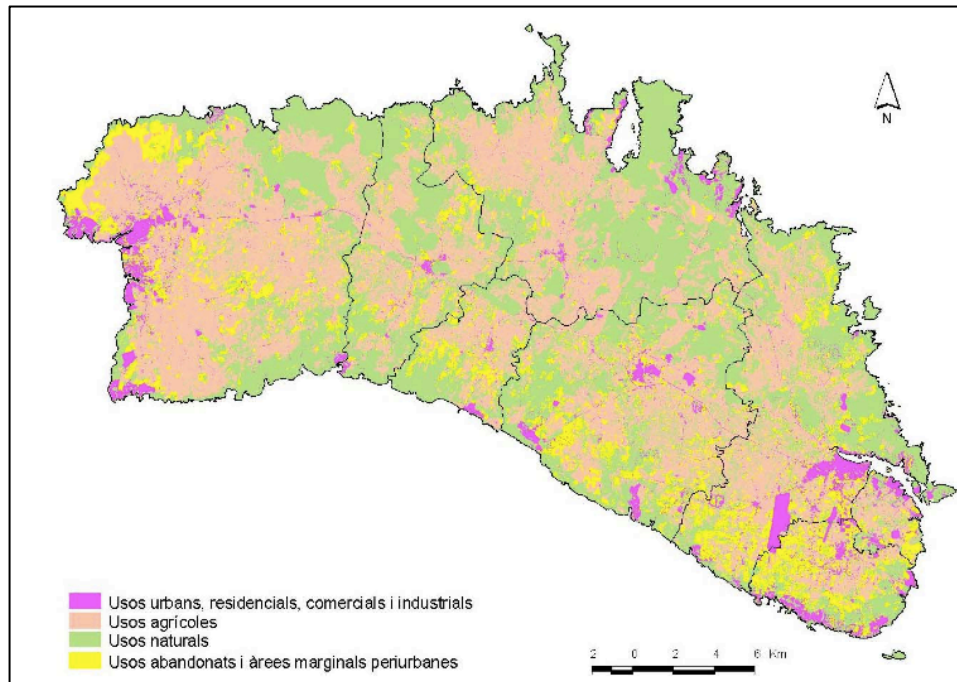 N
Usos urbans, residencials, comercials i industrials
Usos agrícoles
Usos naturals
Usos abandonats i àrees marginals periurbanes
2 0 2 4 6 Km